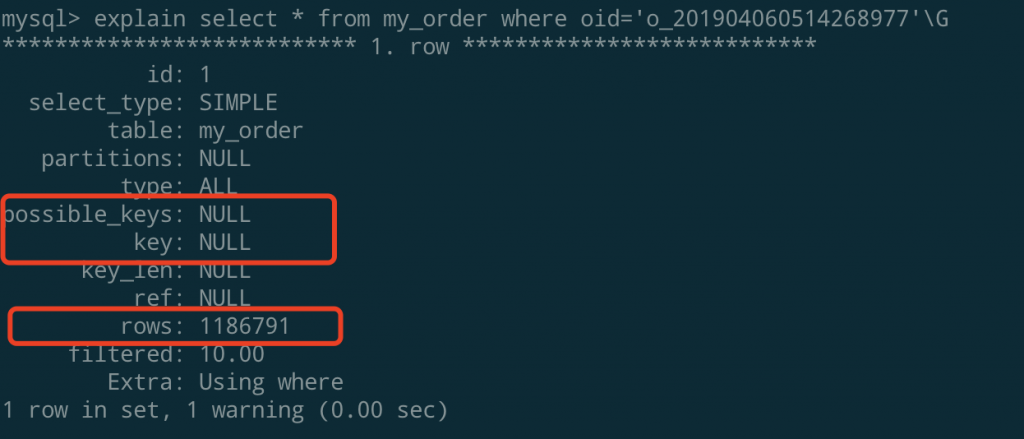 mysql> explain select * from my_order where oid='o_201904060514268977'\G
*************************** 1. row ***************************
id: 1
select_type: SIMPLE
table: my_order
partitions: NULL
type: ALL
possible_keys: NULL
key: NULL
key_len: NULL
ref: NULL
rows: 1186791
filtered: 10.00
Extra: Using where
1 row in set, 1 warning (0.00 sec)